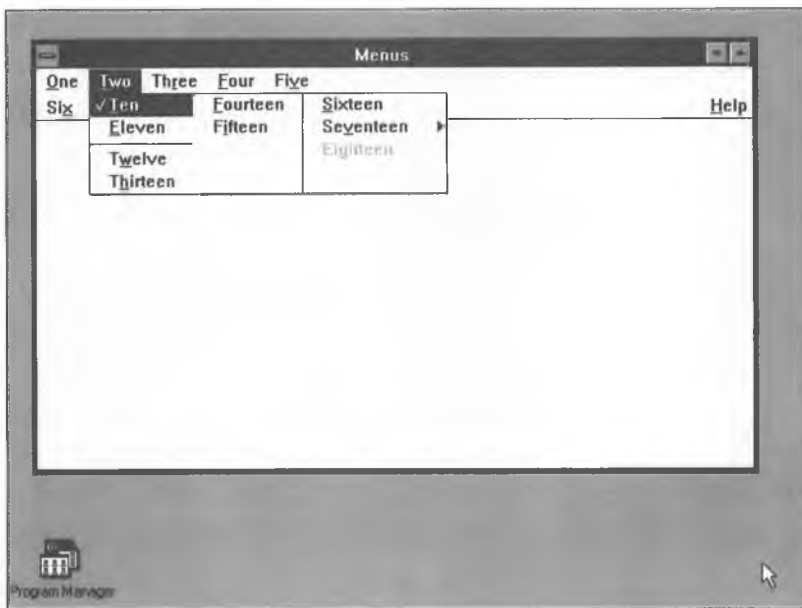 Menus
One Two Three Four Five
Six Help
✓Ten
Eleven
Twelve
Thirteen
Fourteen
Fifteen
Sixteen
Seventeen
Eighteen
Program Manager